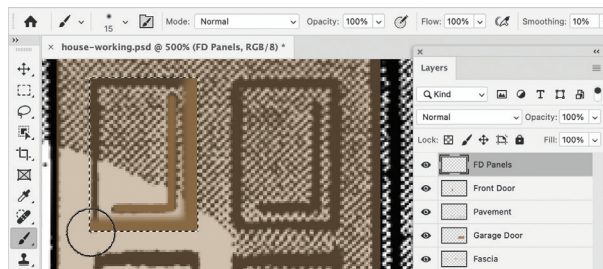 15
Mode: Normal
Opacity: 100%
Flow: 100%
Smoothing: 10%
× house-working.psd @ 500% (FD Panels, RGB/8) *
Layers
Kind
T
Normal
Opacity: 100%
Lock:
Fill: 100%
FD Panels
Front Door
Pavement
Garage Door
Fascia